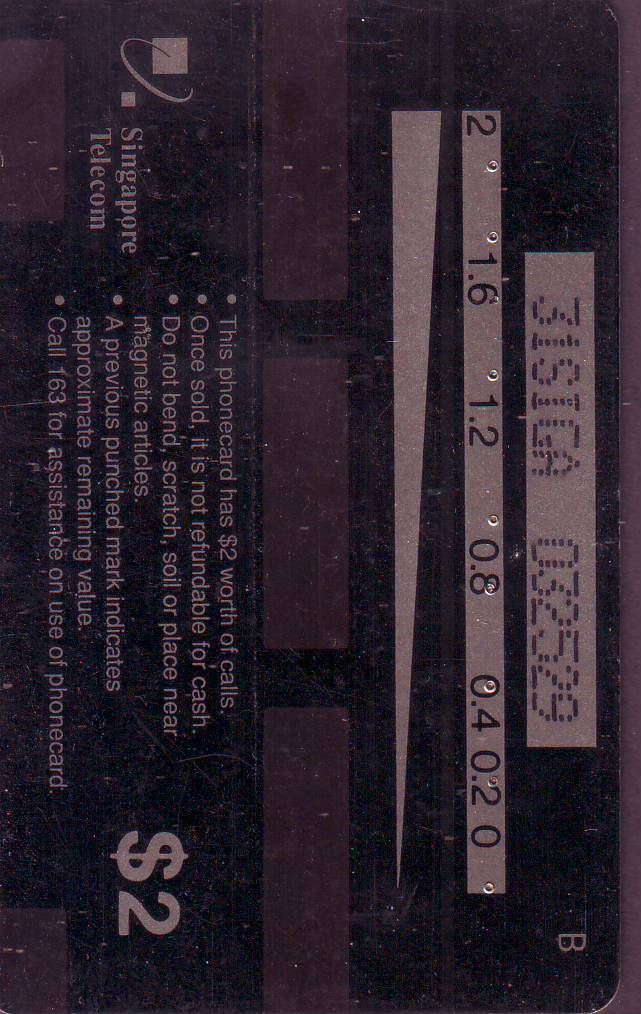 B
31SIGA 032529
2 1.6 1.2 0.8 0.4 0.2 0
Singapore
Telecom
• This phonecard has $2 worth of calls.
• Once sold, it is not refundable for cash.
• Do not bend, scratch, soil or place near
magnetic articles.
• A previous punched mark indicates
approximate remaining value.
• Call 163 for assistance on use of phonecard.
$2